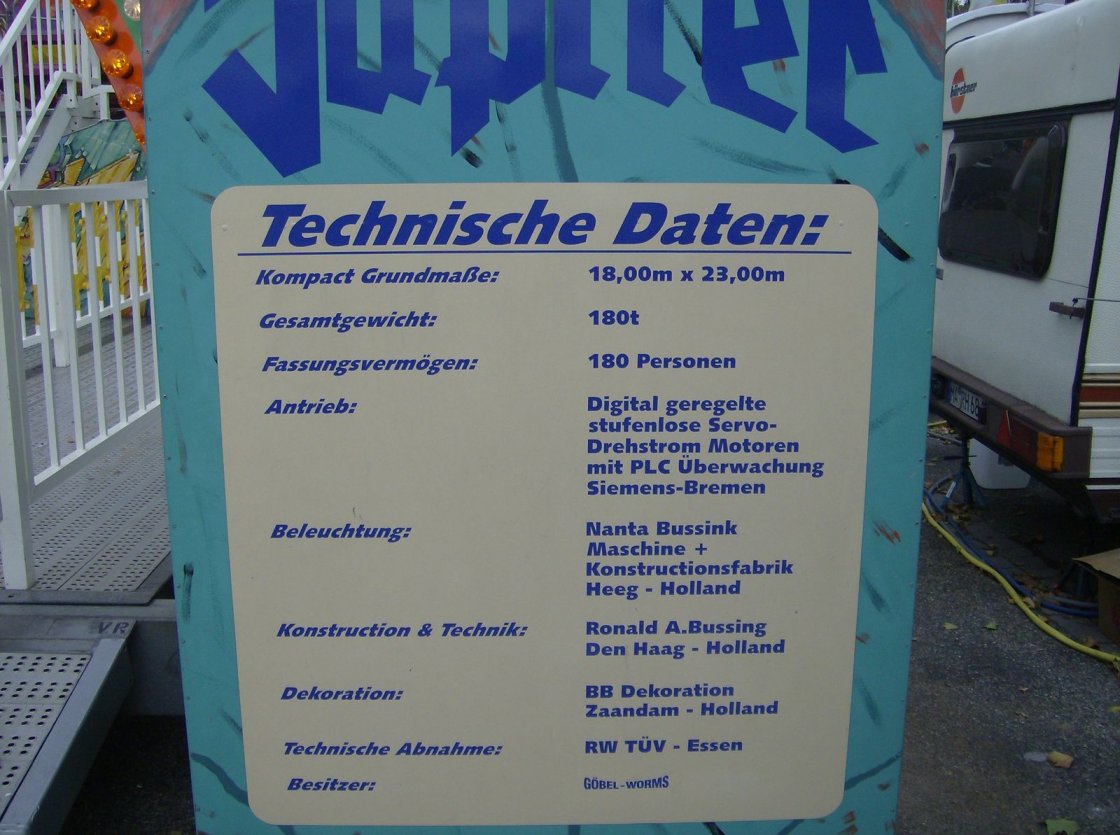 Jupiter
Technische Daten:
Kompact Grundmaße: 18,00m x 23,00m
Gesamtgewicht: 180t
Fassungsvermögen: 180 Personen
Antrieb: Digital geregelte
stufenlose Servo-
Drehstrom Motoren
mit PLC Überwachung
Siemens-Bremen
Beleuchtung: Nanta Bussink
Maschine +
Konstructionsfabrik
Heeg - Holland
Konstruction & Technik: Ronald A.Bussing
Den Haag - Holland
Dekoration: BB Dekoration
Zaandam - Holland
Technische Abnahme: RW TÜV - Essen
Besitzer: GÖBEL-WORMS
bürstner
VR